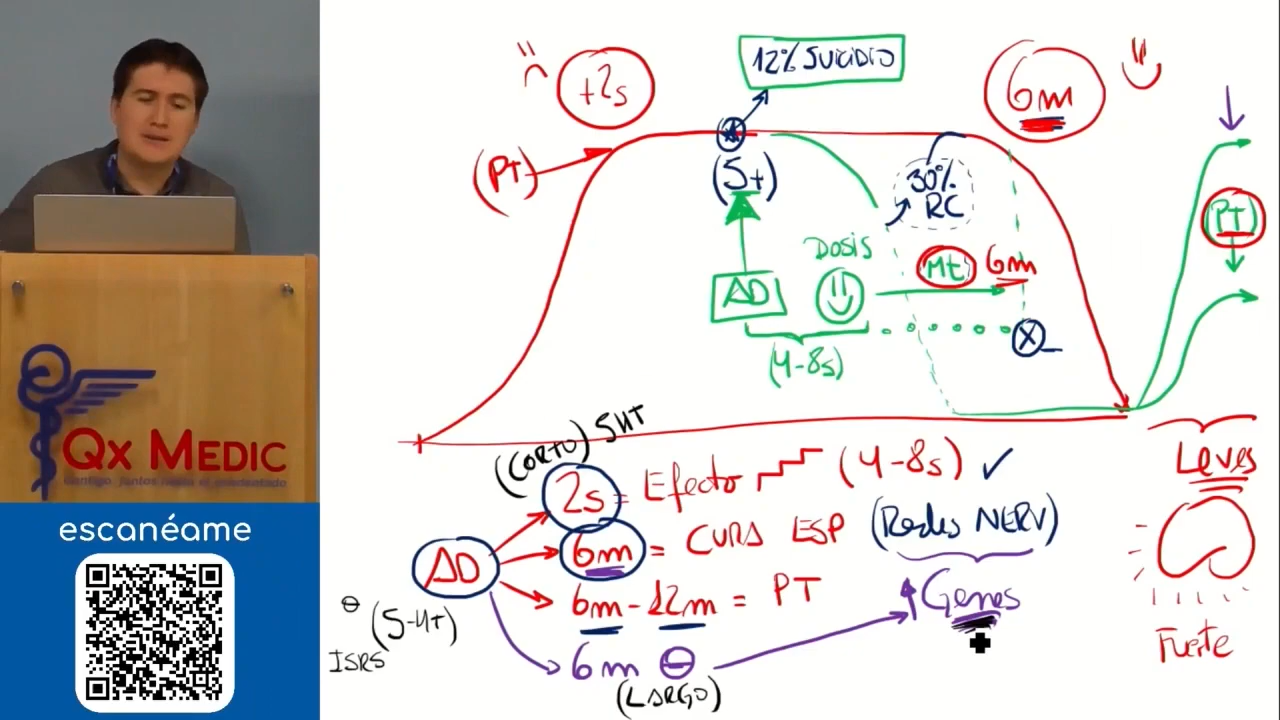 +2s
12% SUICIDIO
6m
(PT)
(5+)
30%
RC
PT
DOSIS
AD
Mt 6m
(4-8s)
(CORTO) 5HT
2s = Efecto (4-8s) ✓
Leves
AD
6m = CURA ESP (Redes NERV)
6m - 12m = PT
Genes
(5-HT)
ISRS
6m
(LARGO)
Fuerte
Qx MEDIC
Contigo, juntos hasta el residentado
escanéame